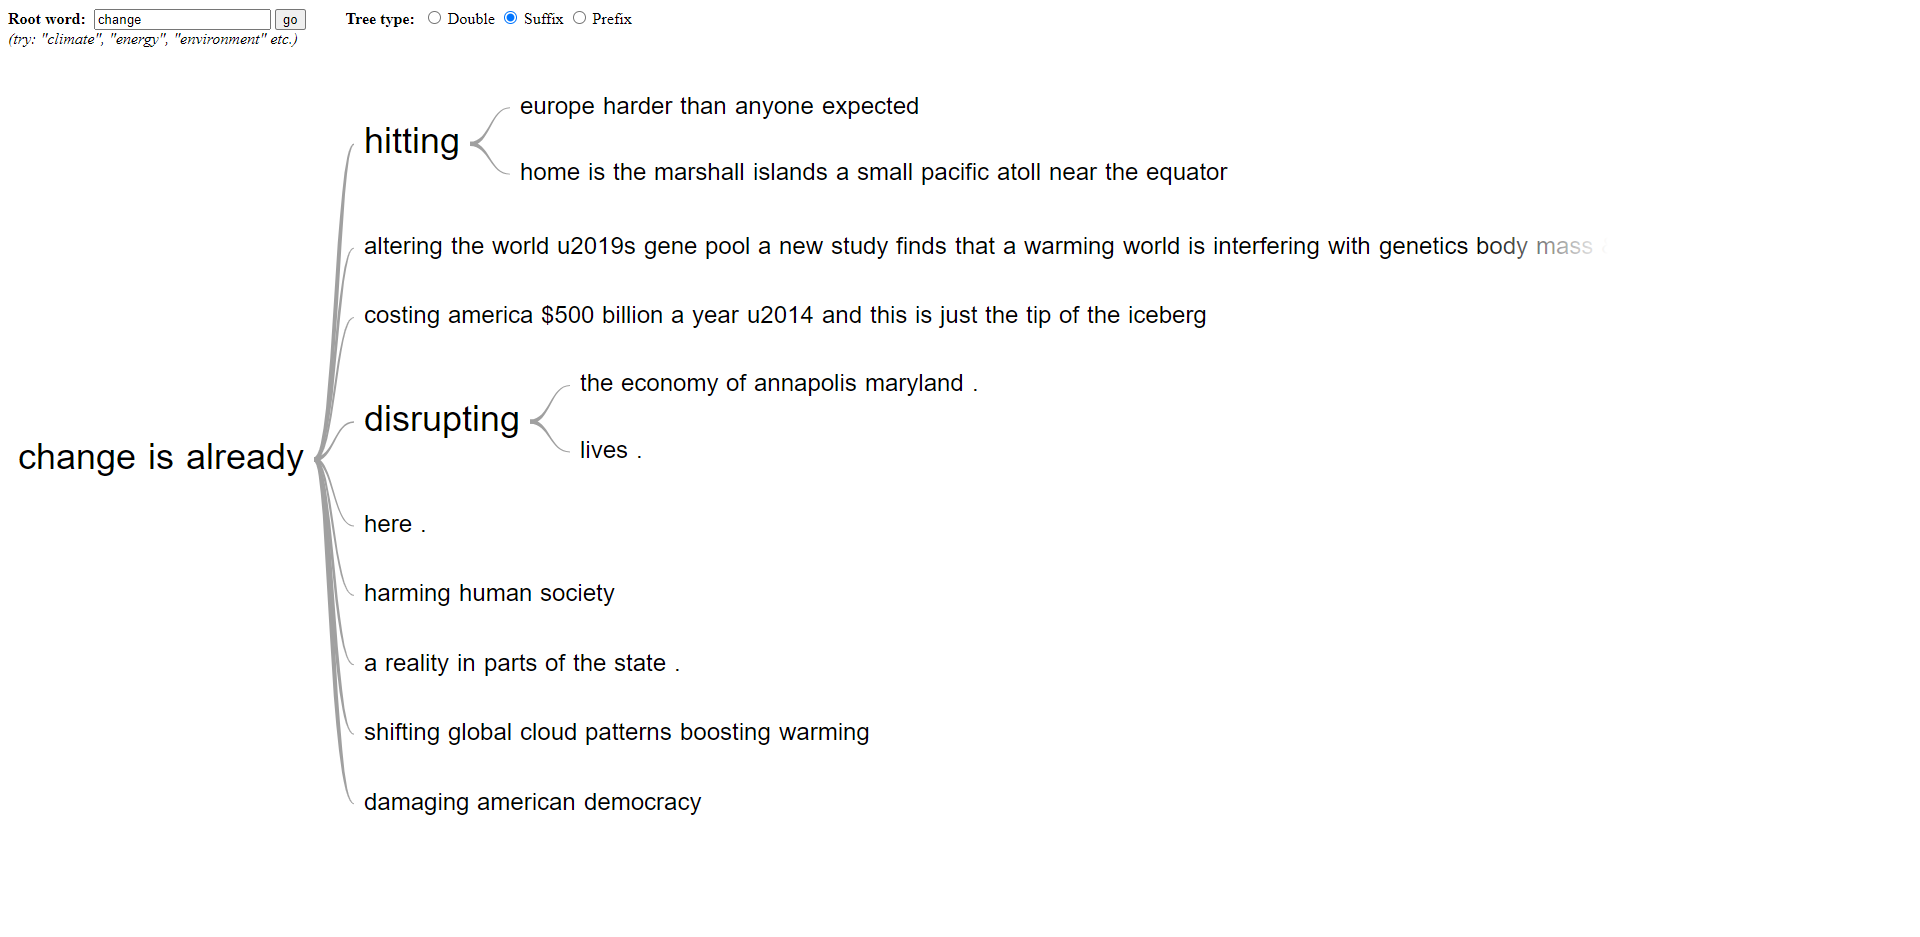 Root word: change go Tree type: Double Suffix Prefix
(try: "climate", "energy", "environment" etc.)
europe harder than anyone expected
hitting
home is the marshall islands a small pacific atoll near the equator
altering the world u2019s gene pool a new study finds that a warming world is interfering with genetics body mass
costing america $500 billion a year u2014 and this is just the tip of the iceberg
the economy of annapolis maryland .
disrupting
lives .
change is already
here .
harming human society
a reality in parts of the state .
shifting global cloud patterns boosting warming
damaging american democracy